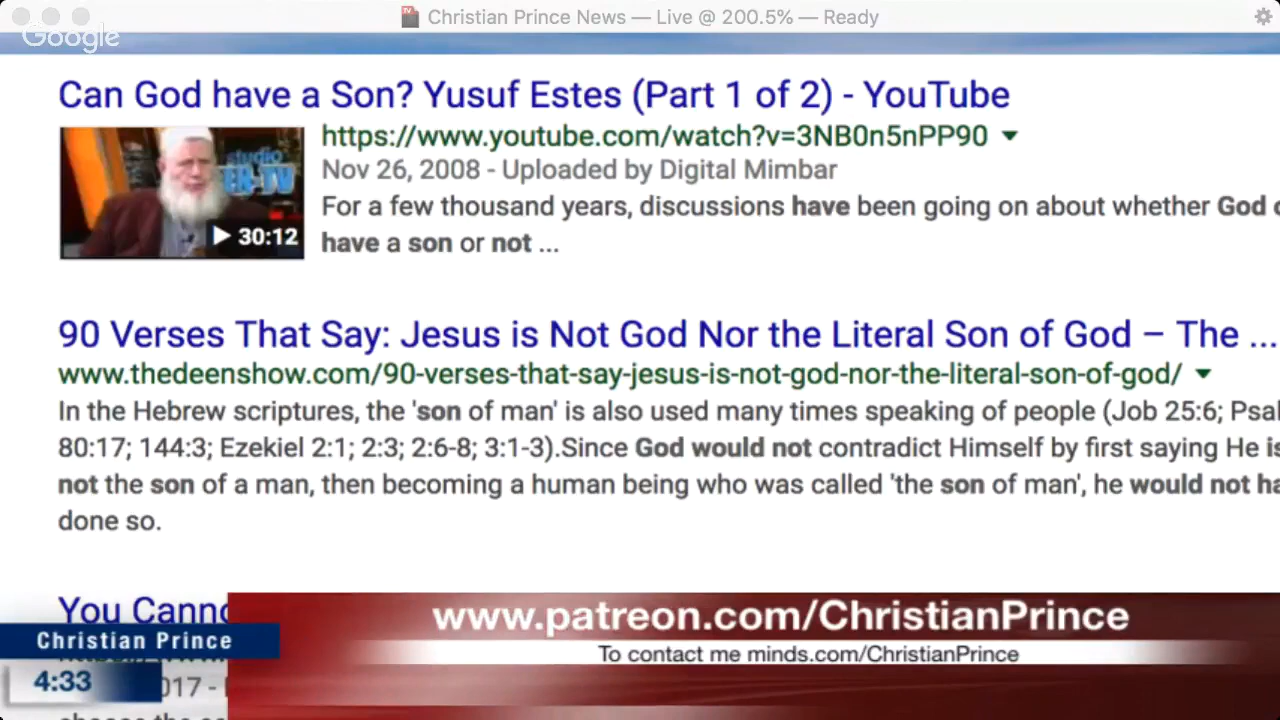 Christian Prince News — Live @ 200.5% — Ready
Google
Can God have a Son? Yusuf Estes (Part 1 of 2) - YouTube
https://www.youtube.com/watch?v=3NB0n5nPP90
Nov 26, 2008 - Uploaded by Digital Mimbar
For a few thousand years, discussions have been going on about whether God
have a son or not ...
30:12
90 Verses That Say: Jesus is Not God Nor the Literal Son of God – The ...
www.thedeenshow.com/90-verses-that-say-jesus-is-not-god-nor-the-literal-son-of-god/
In the Hebrew scriptures, the 'son of man' is also used many times speaking of people (Job 25:6; Psal
80:17; 144:3; Ezekiel 2:1; 2:3; 2:6-8; 3:1-3).Since God would not contradict Himself by first saying He is
not the son of a man, then becoming a human being who was called 'the son of man', he would not ha
done so.
You Canno
www.patreon.com/ChristianPrince
Christian Prince
To contact me minds.com/ChristianPrince
4:33
017 -